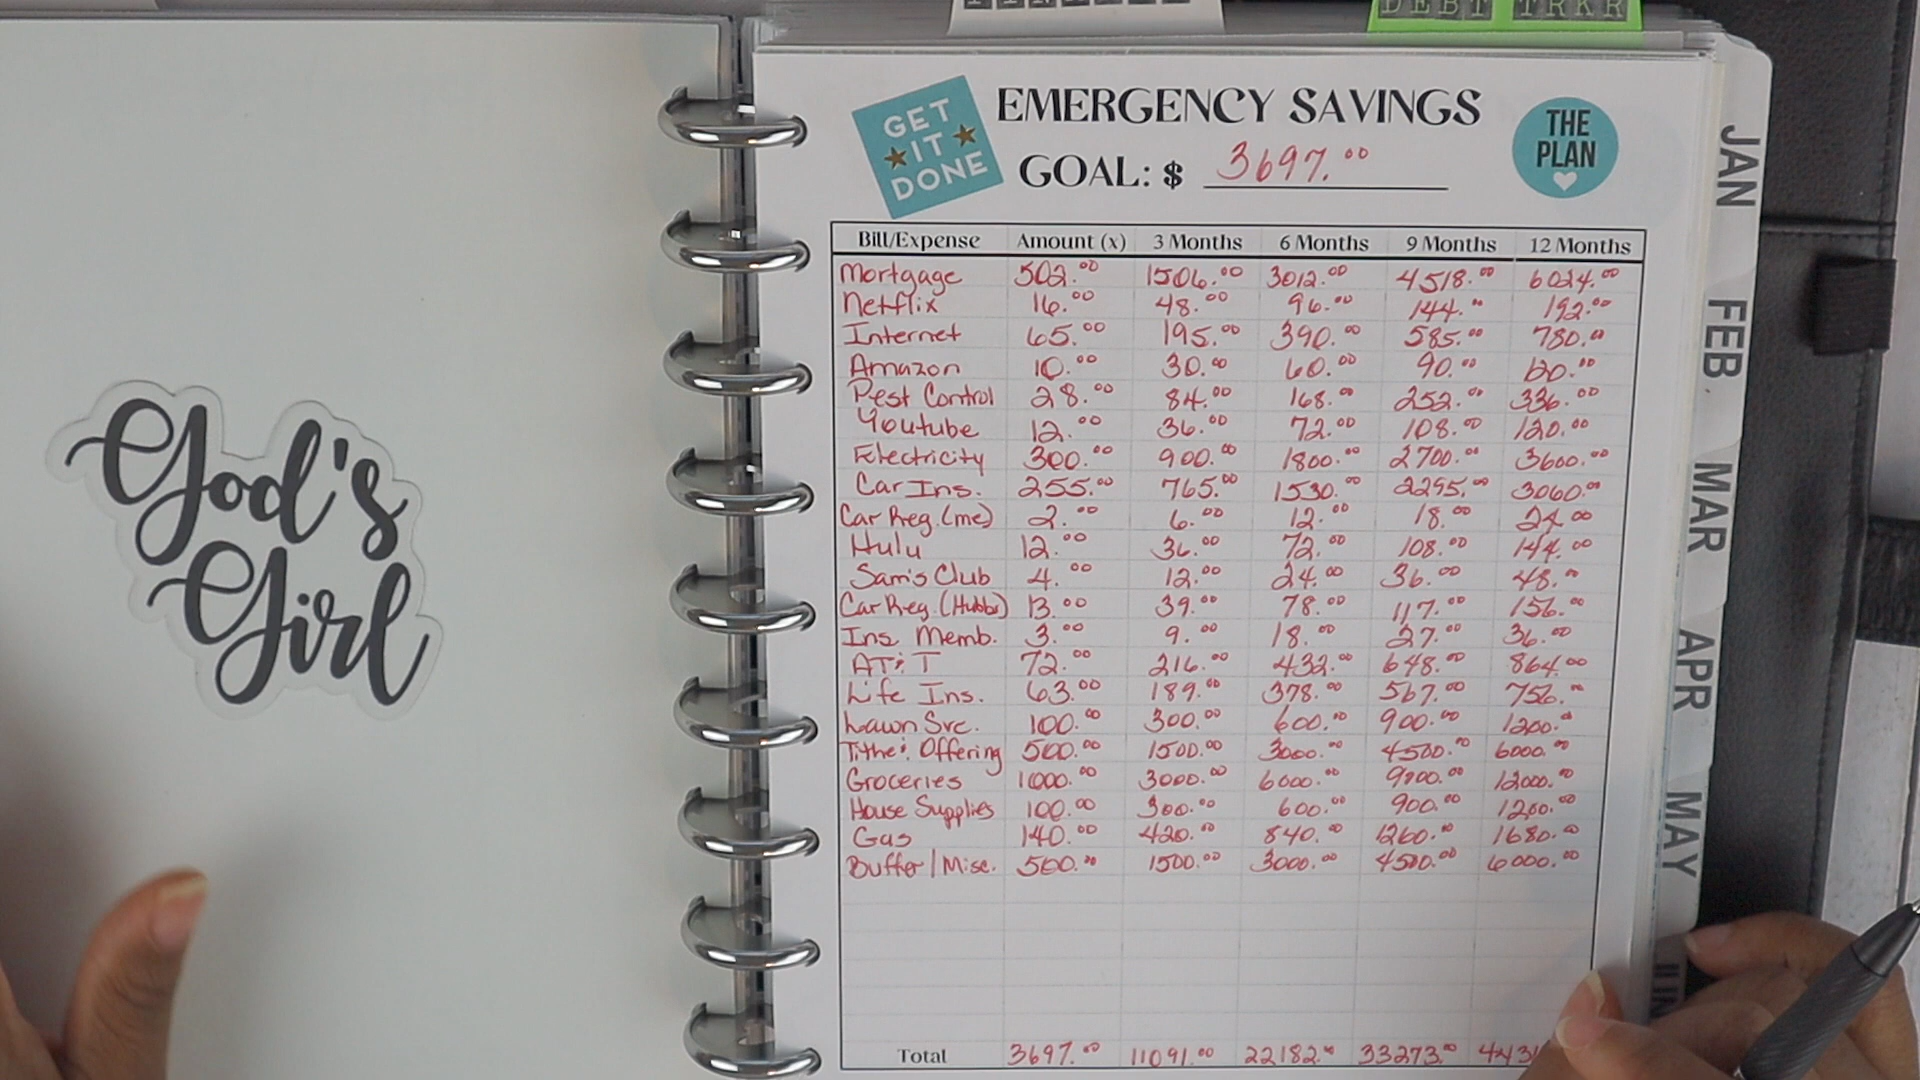 DEBT TRKR
GET
IT
DONE
EMERGENCY SAVINGS
GOAL: $ 3697.00
THE
PLAN
God's
Girl
Bill/Expense Amount (x) 3 Months 6 Months 9 Months 12 Months
Mortgage 502.00 1506.00 3012.00 4518.00 6024.00
Netflix 16.00 48.00 96.00 144.00 192.00
Internet 65.00 195.00 390.00 585.00 780.00
Amazon 10.00 30.00 60.00 90.00 120.00
Pest Control 28.00 84.00 168.00 252.00 336.00
Youtube 12.00 36.00 72.00 108.00 120.00
Electricity 300.00 900.00 1800.00 2700.00 3600.00
Car Ins. 255.00 765.00 1530.00 2295.00 3060.00
Car Reg. (me) 2.00 6.00 12.00 18.00 24.00
Hulu 12.00 36.00 72.00 108.00 144.00
Sam's Club 4.00 12.00 24.00 36.00 48.00
Car Reg. (Hubbs) 13.00 39.00 78.00 117.00 156.00
Ins. Memb. 3.00 9.00 18.00 27.00 36.00
AT&T 72.00 216.00 432.00 648.00 864.00
Life Ins. 63.00 189.00 378.00 567.00 756.00
Lawn Svc. 100.00 300.00 600.00 900.00 1200.00
Tithe & Offering 500.00 1500.00 3000.00 4500.00 6000.00
Groceries 1000.00 3000.00 6000.00 9000.00 12000.00
House Supplies 100.00 300.00 600.00 900.00 1200.00
Gas 140.00 420.00 840.00 1260.00 1680.00
Buffer/Misc. 500.00 1500.00 3000.00 4500.00 6000.00
Total 3697.00 11091.00 22182.00 33273.00
JAN
FEB.
MAR
APR
MAY